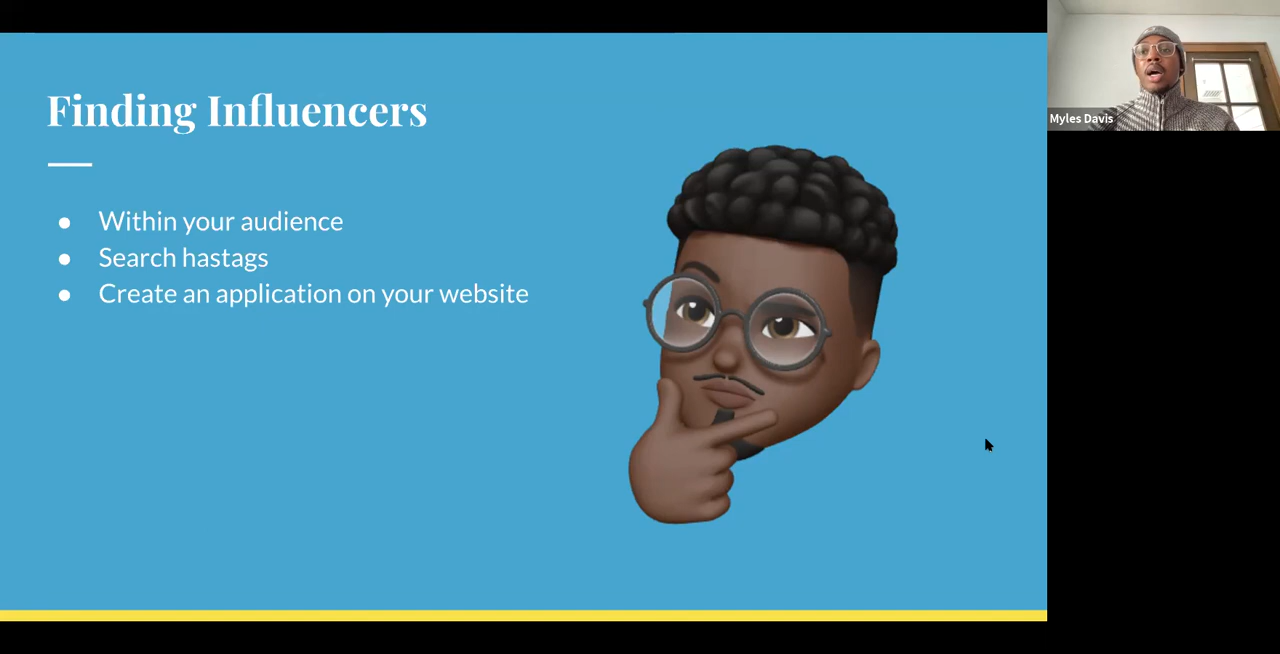 Finding Influencers
Within your audience
Search hastags
Create an application on your website
Myles Davis